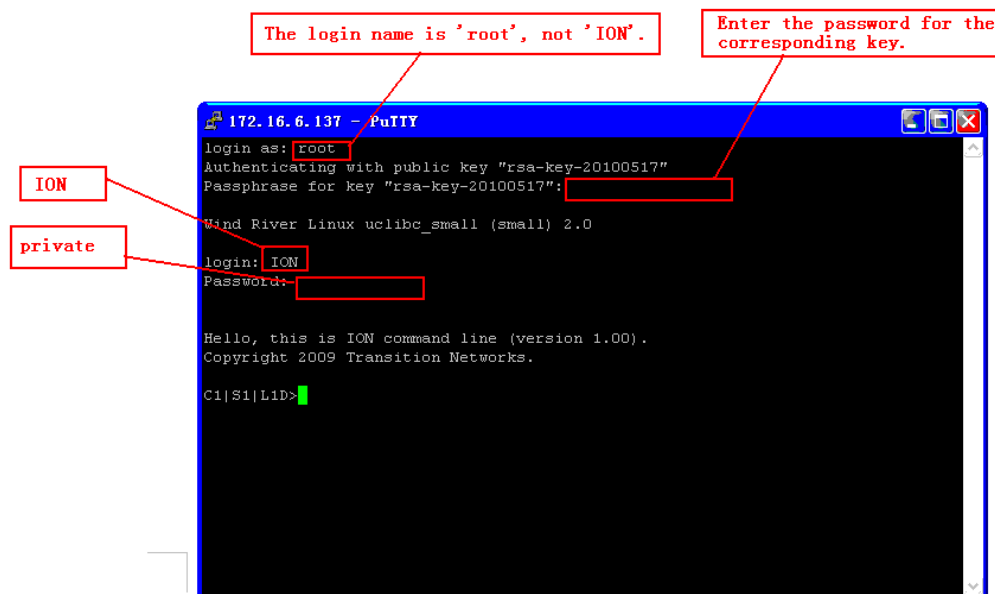 The login name is 'root', not 'ION'.
Enter the password for the
corresponding key.
172.16.6.137 - PuTTY
login as: root
Authenticating with public key "rsa-key-20100517"
Passphrase for key "rsa-key-20100517":
ION
Wind River Linux uclibc_small (small) 2.0
private
login: ION
Password:
Hello, this is ION command line (version 1.00).
Copyright 2009 Transition Networks.
C1|S1|L1D>